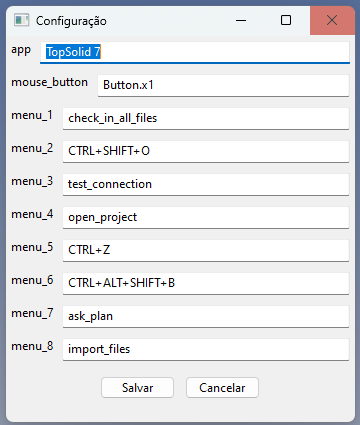 Configuração
app TopSolid 7
mouse_button Button.x1
menu_1 check_in_all_files
menu_2 CTRL+SHIFT+O
menu_3 test_connection
menu_4 open_project
menu_5 CTRL+Z
menu_6 CTRL+ALT+SHIFT+B
menu_7 ask_plan
menu_8 import_files
Salvar Cancelar